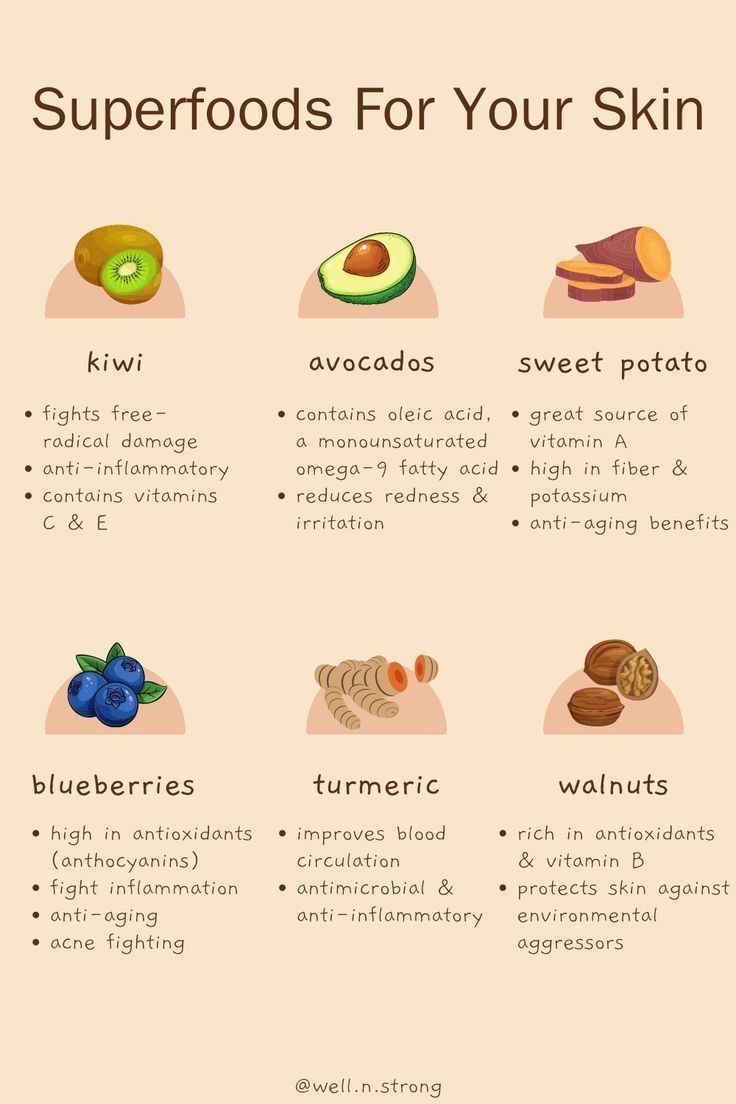 Superfoods For Your Skin
kiwi
• fights free-
radical damage
• anti-inflammatory
• contains vitamins
C & E
avocados
• contains oleic acid,
a monounsaturated
omega-9 fatty acid
• reduces redness &
irritation
sweet potato
• great source of
vitamin A
• high in fiber &
potassium
• anti-aging benefits
blueberries
• high in antioxidants
(anthocyanins)
• fight inflammation
• anti-aging
• acne fighting
turmeric
• improves blood
circulation
• antimicrobial &
anti-inflammatory
walnuts
• rich in antioxidants
& vitamin B
• protects skin against
environmental
aggressors
@well.n.strong